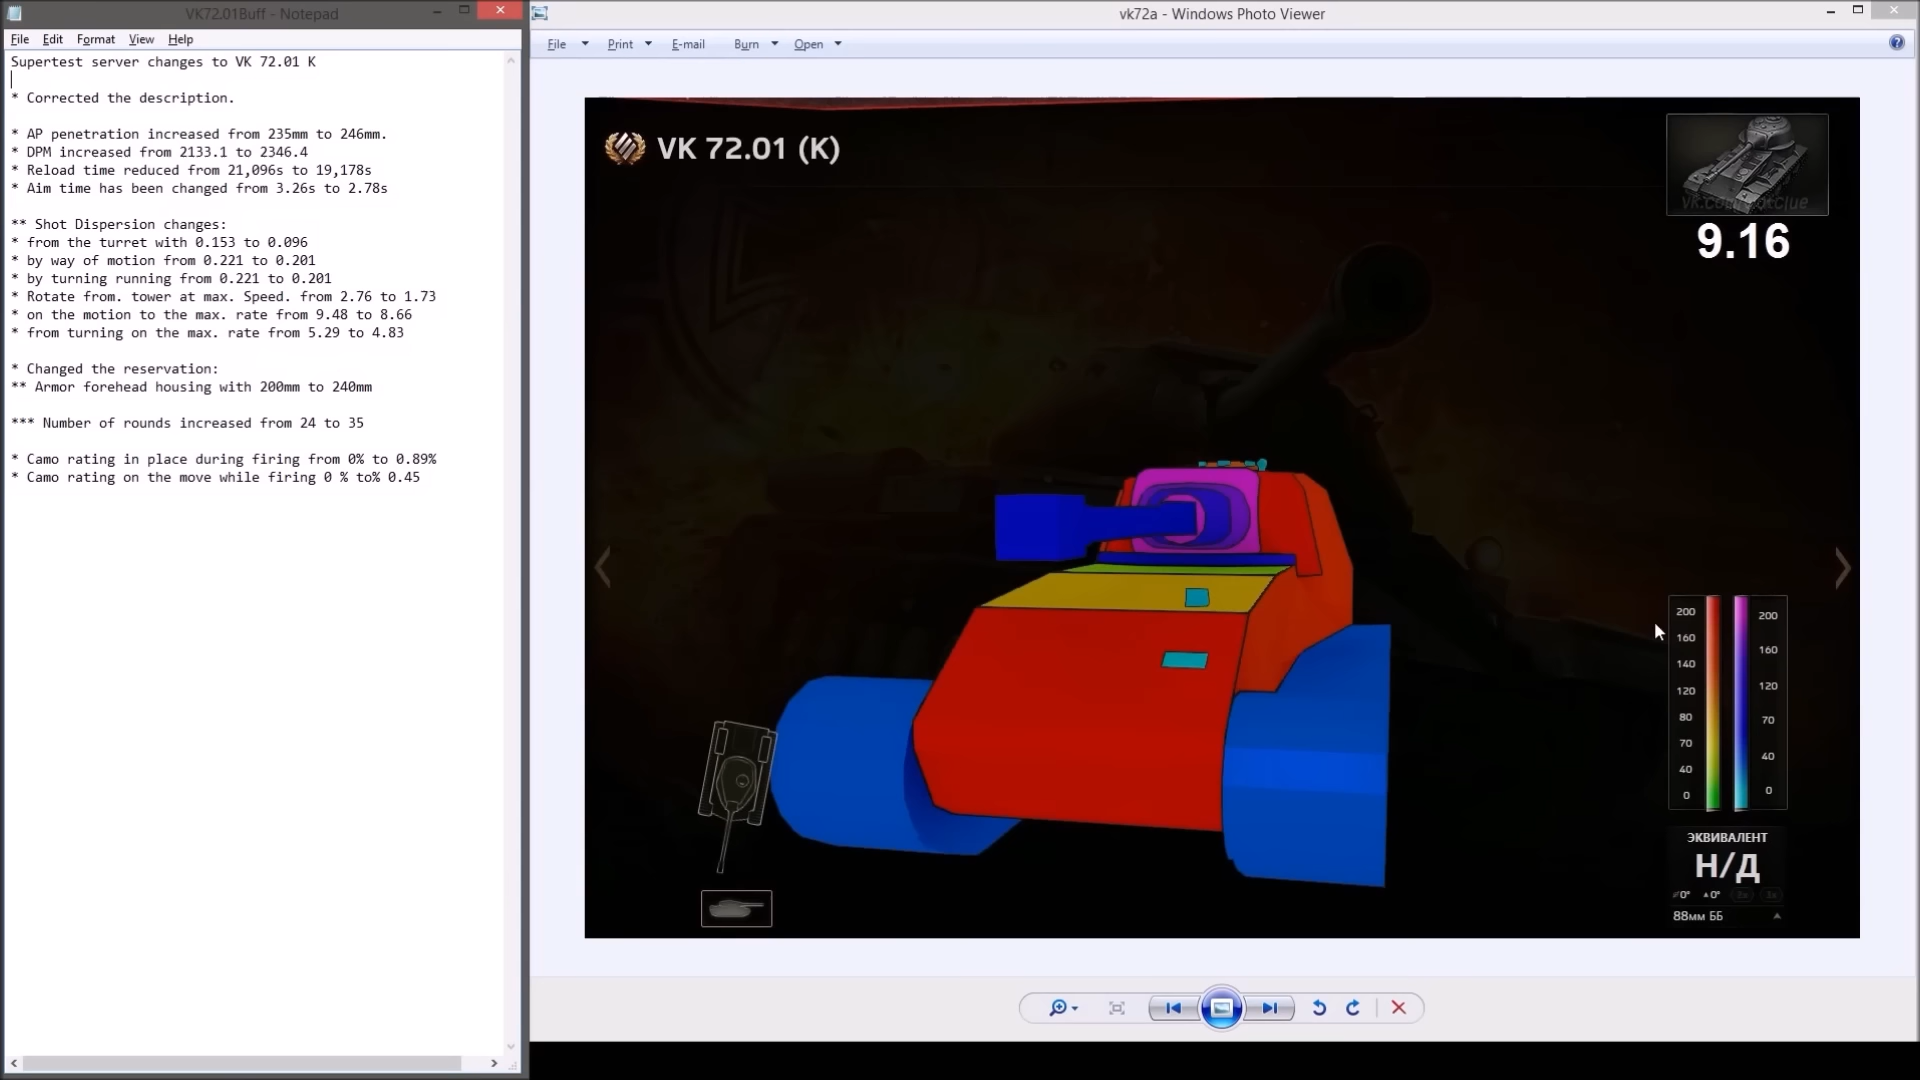 VK72.01Buff - Notepad
File Edit Format View Help
Supertest server changes to VK 72.01 K
* Corrected the description.
* AP penetration increased from 235mm to 246mm.
* DPM increased from 2133.1 to 2346.4
* Reload time reduced from 21,096s to 19,178s
* Aim time has been changed from 3.26s to 2.78s
** Shot Dispersion changes:
* from the turret with 0.153 to 0.096
* by way of motion from 0.221 to 0.201
* by turning running from 0.221 to 0.201
* Rotate from. tower at max. Speed. from 2.76 to 1.73
* on the motion to the max. rate from 9.48 to 8.66
* from turning on the max. rate from 5.29 to 4.83
* Changed the reservation:
** Armor forehead housing with 200mm to 240mm
*** Number of rounds increased from 24 to 35
* Camo rating in place during firing from 0% to 0.89%
* Camo rating on the move while firing 0 % to% 0.45
vk72a - Windows Photo Viewer
File Print E-mail Burn Open
VK 72.01 (K)
9.16
200 200
160 160
140
120 120
80
70 70
40 40
0 0
ЭКВИВАЛЕНТ
Н/Д
0° 0°
88мм ББ